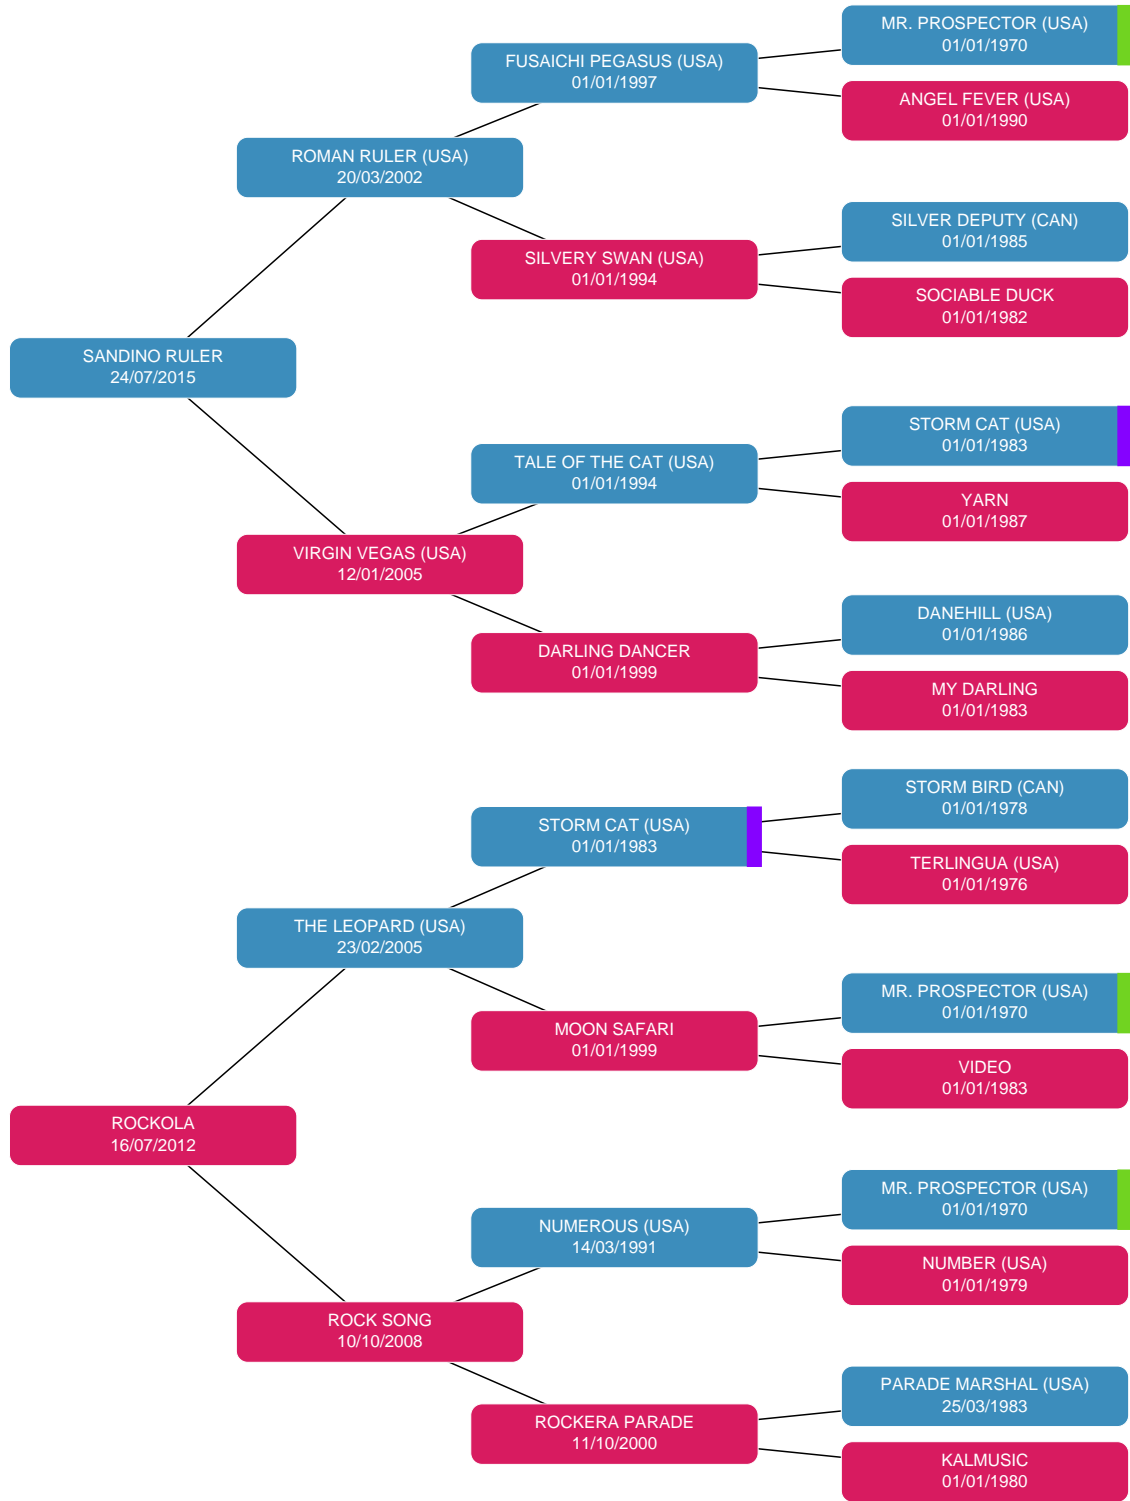 MR. PROSPECTOR (USA)
01/01/1970
FUSAICHI PEGASUS (USA)
01/01/1997
ANGEL FEVER (USA)
01/01/1990
ROMAN RULER (USA)
20/03/2002
SILVER DEPUTY (CAN)
01/01/1985
SILVERY SWAN (USA)
01/01/1994
SOCIABLE DUCK
01/01/1982
SANDINO RULER
24/07/2015
STORM CAT (USA)
01/01/1983
TALE OF THE CAT (USA)
01/01/1994
YARN
01/01/1987
VIRGIN VEGAS (USA)
12/01/2005
DANEHILL (USA)
01/01/1986
DARLING DANCER
01/01/1999
MY DARLING
01/01/1983
STORM BIRD (CAN)
01/01/1978
STORM CAT (USA)
01/01/1983
TERLINGUA (USA)
01/01/1976
THE LEOPARD (USA)
23/02/2005
MR. PROSPECTOR (USA)
01/01/1970
MOON SAFARI
01/01/1999
VIDEO
01/01/1983
ROCKOLA
16/07/2012
MR. PROSPECTOR (USA)
01/01/1970
NUMEROUS (USA)
14/03/1991
NUMBER (USA)
01/01/1979
ROCK SONG
10/10/2008
PARADE MARSHAL (USA)
25/03/1983
ROCKERA PARADE
11/10/2000
KALMUSIC
01/01/1980